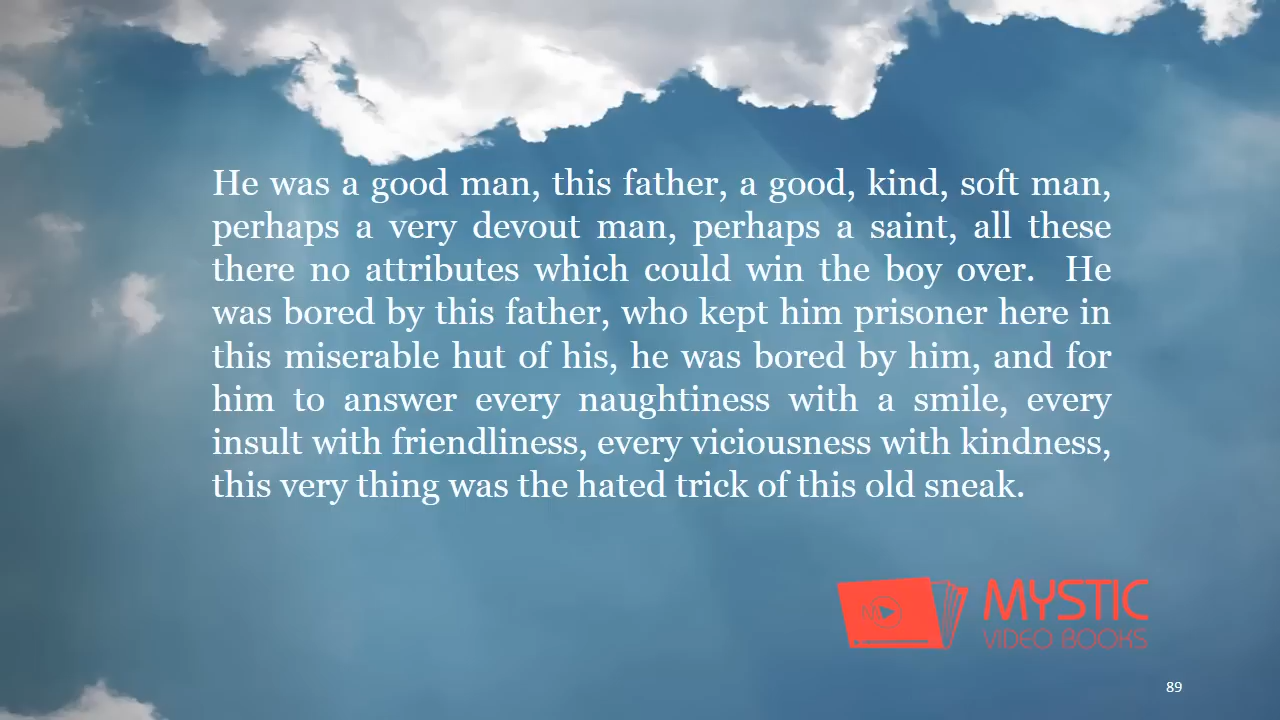 He was a good man, this father, a good, kind, soft man,
perhaps a very devout man, perhaps a saint, all these
there no attributes which could win the boy over.  He
was bored by this father, who kept him prisoner here in
this miserable hut of his, he was bored by him, and for
him to answer every naughtiness with a smile, every
insult with friendliness, every viciousness with kindness,
this very thing was the hated trick of this old sneak.
MYSTIC
VIDEO BOOKS
89